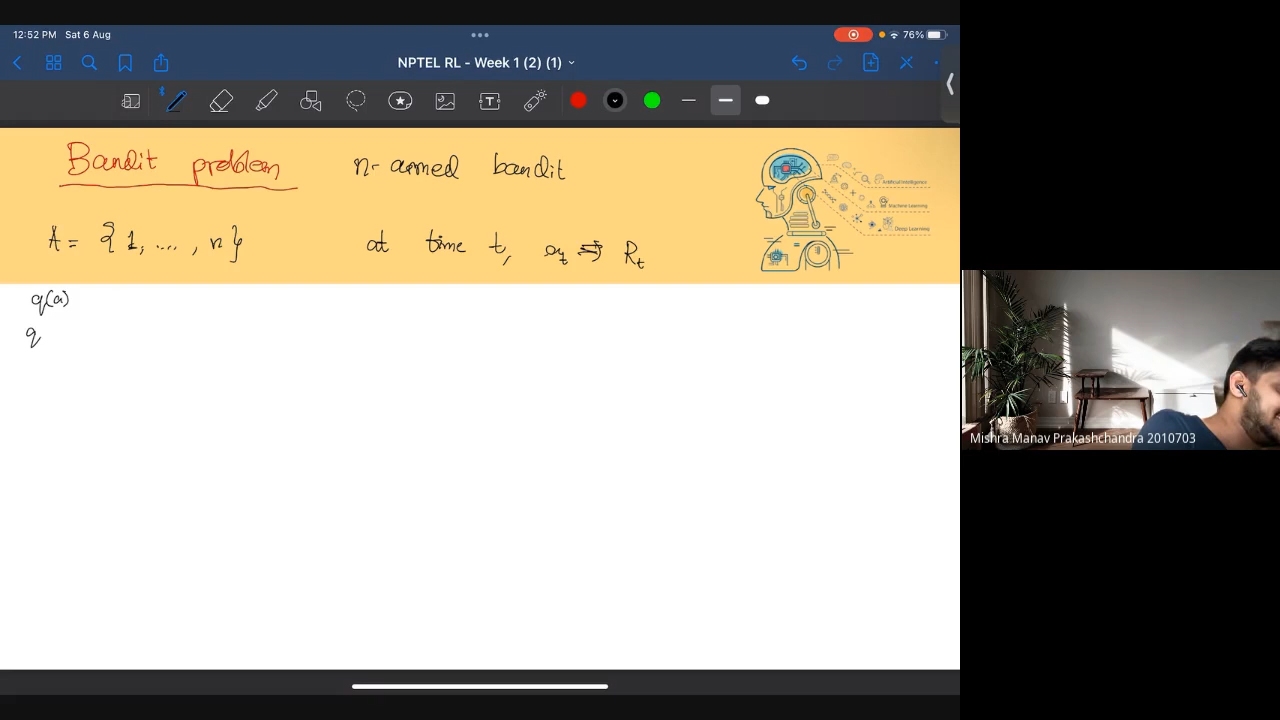 12:52 PM Sat 6 Aug
76%
NPTEL RL - Week 1 (2) (1)
Bandit problem n-armed bandit
Artificial Intelligence
Machine Learning
Deep Learning
A = {1, ...., n} at time t, a_t ⇒ R_t
q(a)
q
Mishra Manav Prakashchandra 2010703